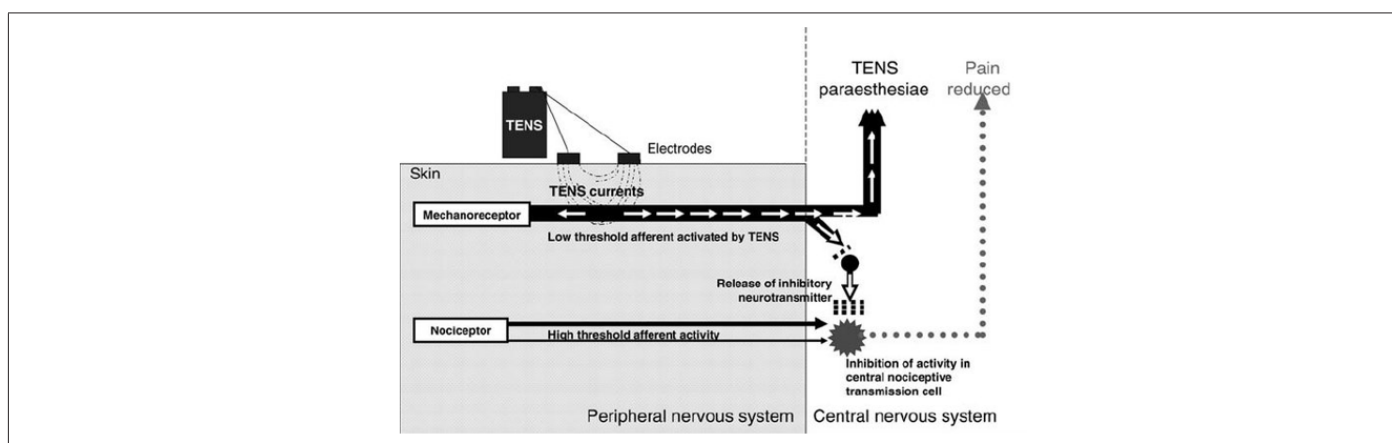 TENS
paraesthesiae
Pain
reduced
TENS
Electrodes
Skin
TENS currents
Mechanoreceptor
Low threshold afferent activated by TENS
Release of inhibitory
neurotransmitter
Nociceptor
High threshold afferent activity
Inhibition of activity in
central nociceptive
transmission cell
Peripheral nervous system
Central nervous system